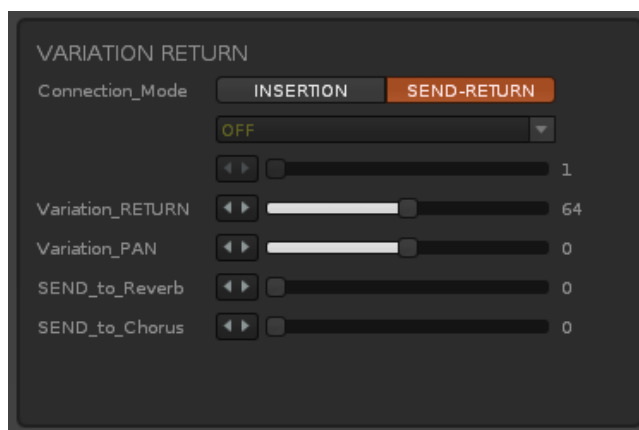 VARIATION RETURN
Connection_Mode INSERTION SEND-RETURN
OFF
1
Variation_RETURN 64
Variation_PAN 0
SEND_to_Reverb 0
SEND_to_Chorus 0